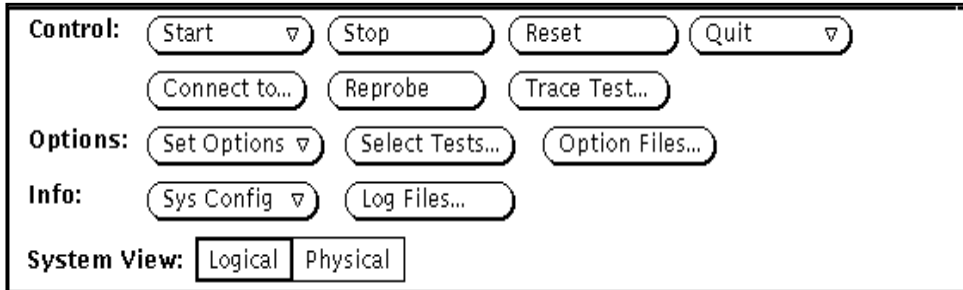 Control: Start Stop Reset Quit
Connect to... Reprobe Trace Test...
Options: Set Options Select Tests... Option Files...
Info: Sys Config Log Files...
System View: Logical Physical